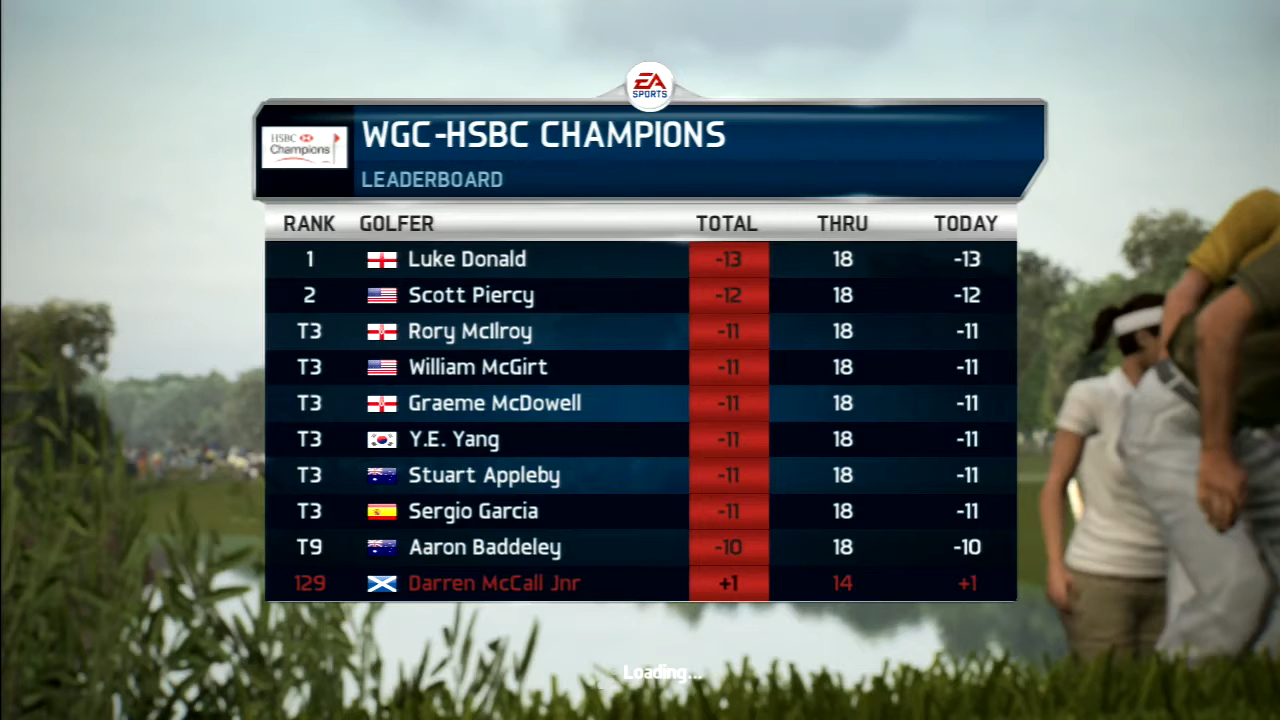 EA
SPORTS
HSBC
Champions
WGC-HSBC CHAMPIONS
LEADERBOARD
RANK GOLFER TOTAL THRU TODAY
1 Luke Donald -13 18 -13
2 Scott Piercy -12 18 -12
T3 Rory McIlroy -11 18 -11
T3 William McGirt -11 18 -11
T3 Graeme McDowell -11 18 -11
T3 Y.E. Yang -11 18 -11
T3 Stuart Appleby -11 18 -11
T3 Sergio Garcia -11 18 -11
T9 Aaron Baddeley -10 18 -10
129 Darren McCall Jnr +1 14 +1
Loading...